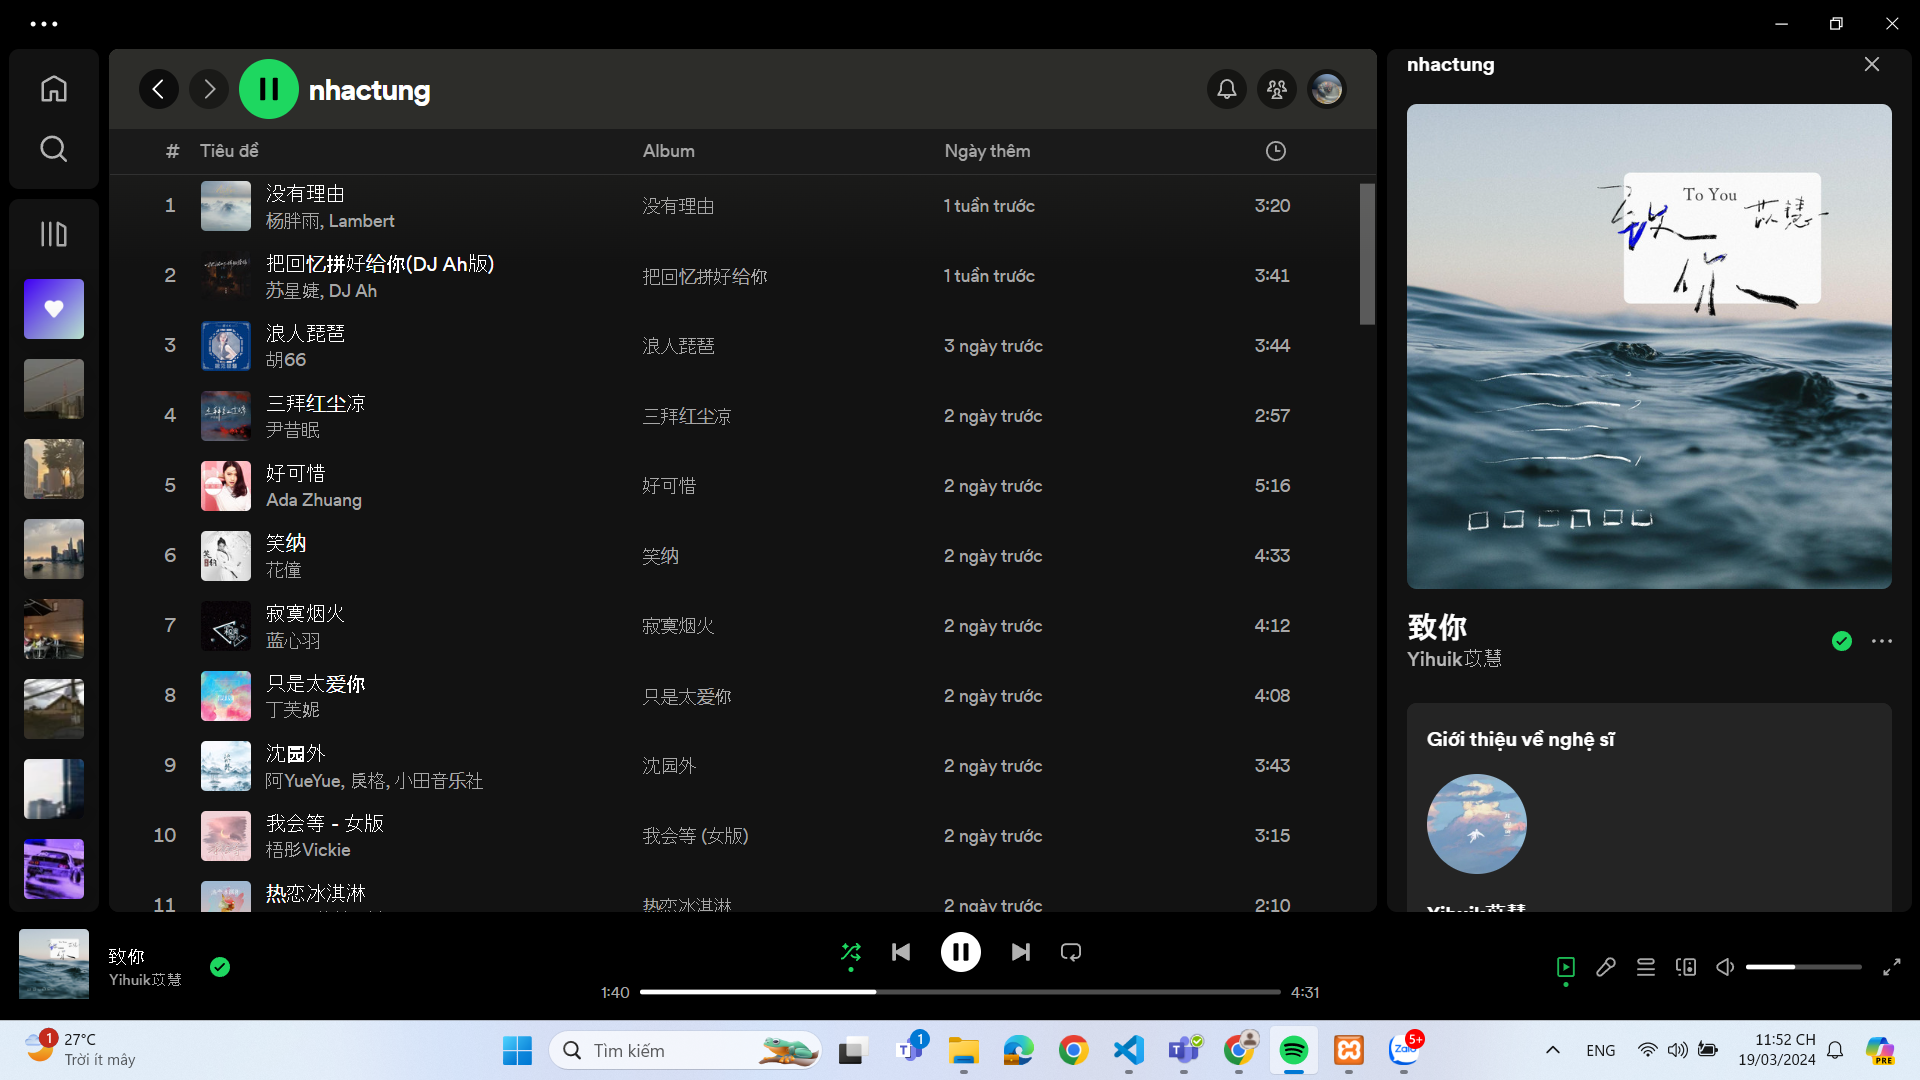 nhactung
# Tiêu đề Album Ngày thêm
1 没有理由 没有理由 1 tuần trước 3:20
杨胖雨, Lambert
2 把回忆拼好给你(DJ Ah版) 把回忆拼好给你 1 tuần trước 3:41
苏星婕, DJ Ah
3 浪人琵琶 浪人琵琶 3 ngày trước 3:44
胡66
4 三拜红尘凉 三拜红尘凉 2 ngày trước 2:57
尹昔眠
5 好可惜 好可惜 2 ngày trước 5:16
Ada Zhuang
6 笑纳 笑纳 2 ngày trước 4:33
花僮
7 寂寞烟火 寂寞烟火 2 ngày trước 4:12
蓝心羽
8 只是太爱你 只是太爱你 2 ngày trước 4:08
丁芙妮
9 沈园外 沈园外 2 ngày trước 3:43
阿YueYue, 戾格, 小田音乐社
10 我会等 - 女版 我会等 (女版) 2 ngày trước 3:15
梧彤Vickie
11 热恋冰淇淋 热恋冰淇淋 2 ngày trước 2:10
nhactung
To You
致你
苡慧
致你
Yihuik苡慧
Giới thiệu về nghệ sĩ
Yihuik苡慧
致你
Yihuik苡慧
1:40 4:31
1 27°C
Trời ít mây
Tìm kiếm
1
Zalo 5+
ENG
11:52 CH
19/03/2024
PRE